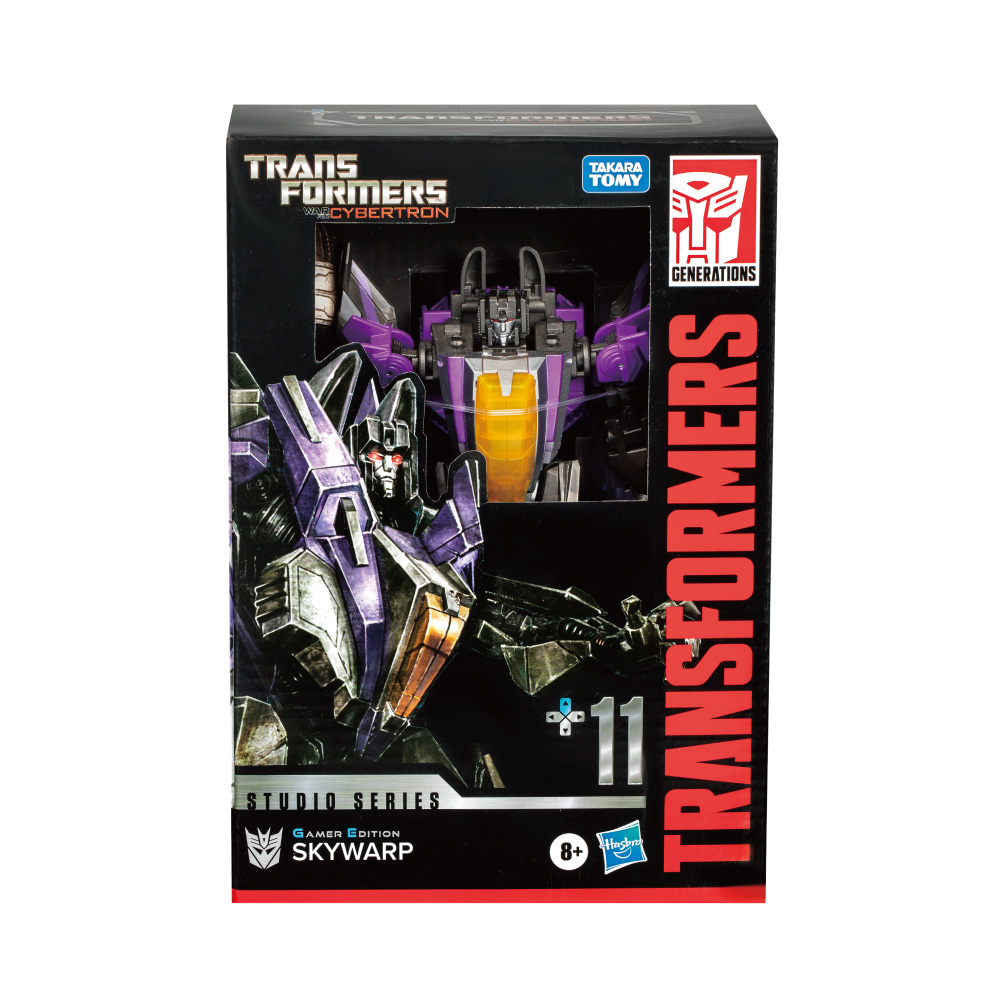 TRANSFORMERS
TRANS
FORMERS
WAR FOR CYBERTRON
TAKARA
TOMY
GENERATIONS
TRANSFORMERS
11
STUDIO SERIES
GAMER EDITION
SKYWARP
8+
Hasbro